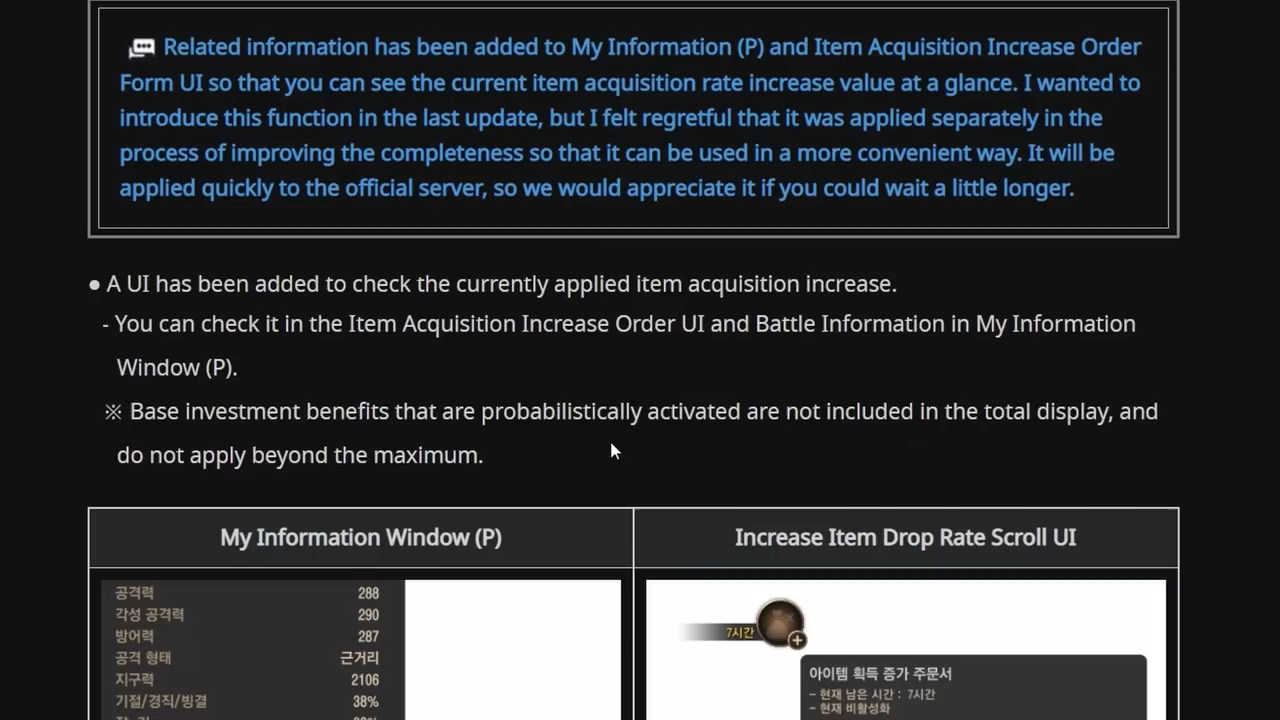 Related information has been added to My Information (P) and Item Acquisition Increase Order
Form UI so that you can see the current item acquisition rate increase value at a glance. I wanted to
introduce this function in the last update, but I felt regretful that it was applied separately in the
process of improving the completeness so that it can be used in a more convenient way. It will be
applied quickly to the official server, so we would appreciate it if you could wait a little longer.
● A UI has been added to check the currently applied item acquisition increase.
- You can check it in the Item Acquisition Increase Order UI and Battle Information in My Information
Window (P).
※ Base investment benefits that are probabilistically activated are not included in the total display, and
do not apply beyond the maximum.
My Information Window (P)
Increase Item Drop Rate Scroll UI
공격력 288
각성 공격력 290
방어력 287
공격 형태 근거리
지구력 2106
기절/경직/빙결 38%
7시간
아이템 획득 증가 주문서
- 현재 남은 시간 : 7시간
- 현재 비활성화